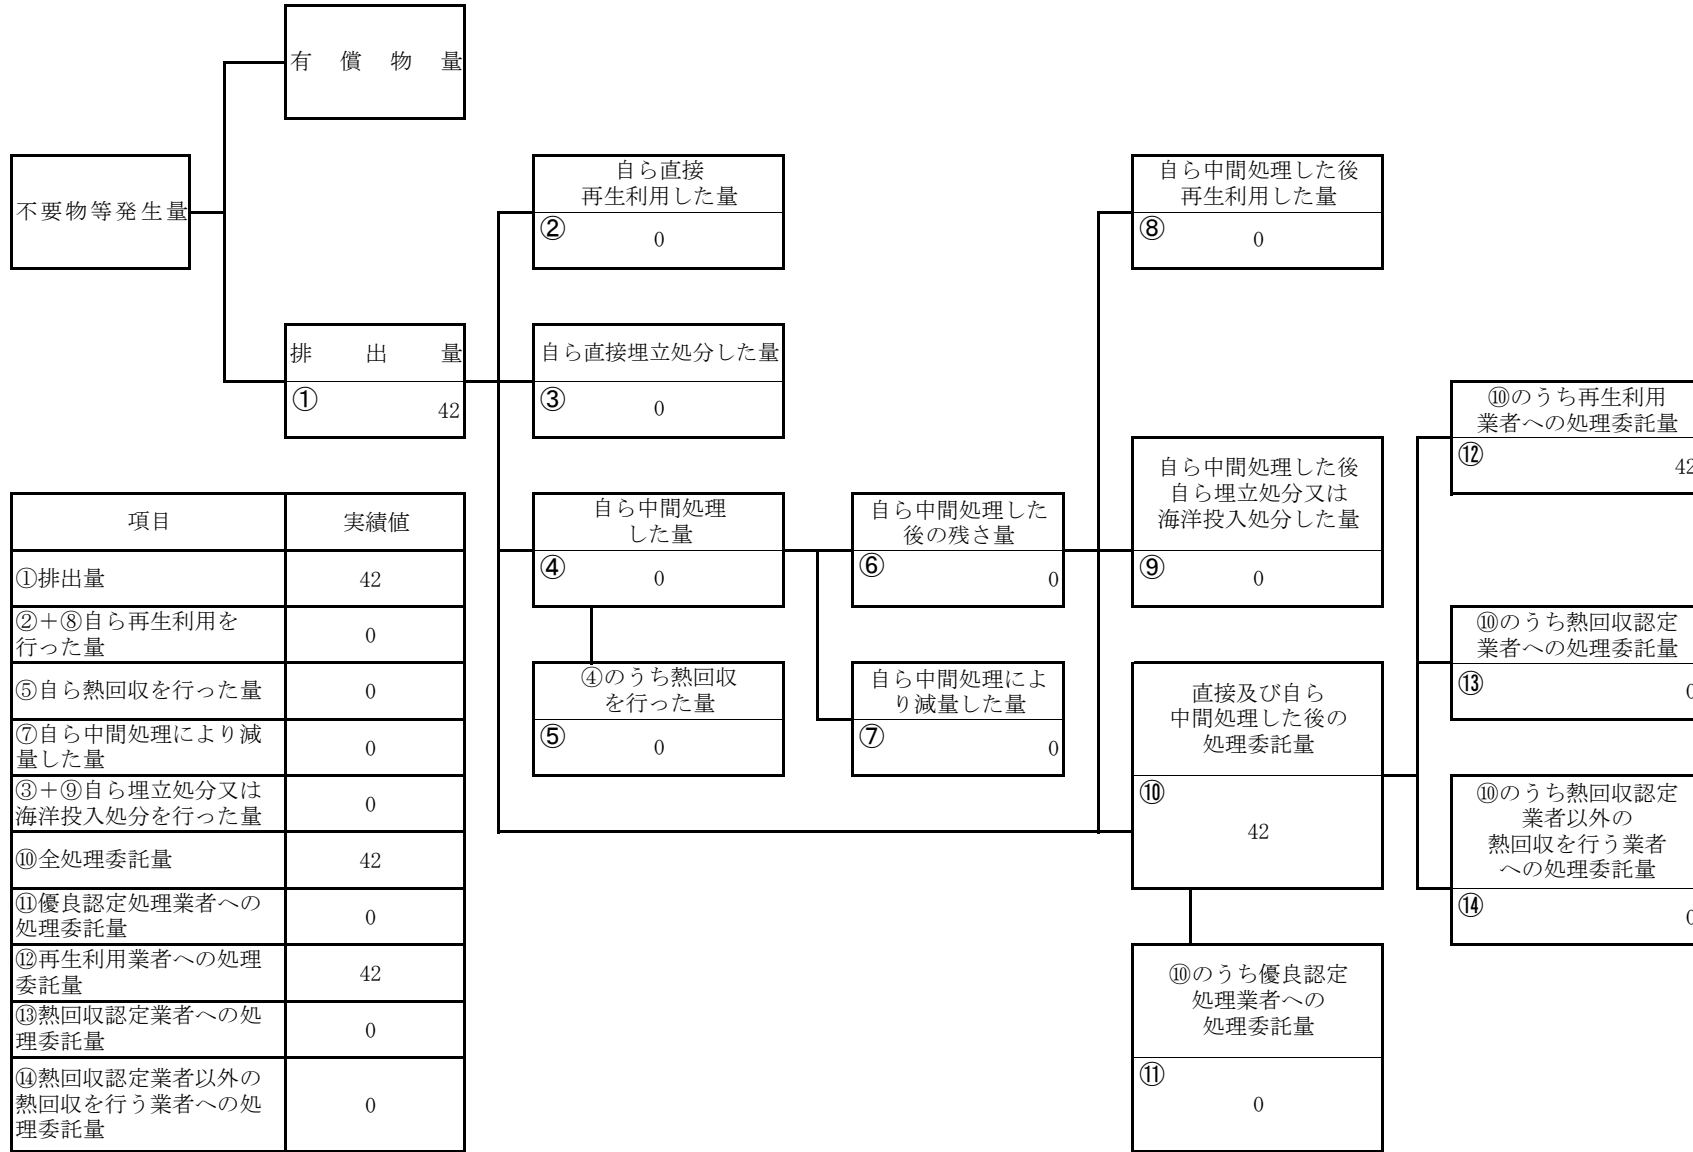 有償物量
不要物等発生量
自ら直接
再生利用した量
② 0
自ら中間処理した後
再生利用した量
⑧ 0
排出量
① 42
自ら直接埋立処分した量
③ 0
⑩のうち再生利用
業者への処理委託量
⑫ 42
自ら中間処理した後
自ら埋立処分又は
海洋投入処分した量
⑨ 0
自ら中間処理
した量
④ 0
自ら中間処理した
後の残さ量
⑥ 0
⑩のうち熱回収認定
業者への処理委託量
⑬ 0
④のうち熱回収
を行った量
⑤ 0
自ら中間処理によ
り減量した量
⑦ 0
直接及び自ら
中間処理した後の
処理委託量
⑩
42
⑩のうち熱回収認定
業者以外の
熱回収を行う業者
への処理委託量
⑭ 0
⑩のうち優良認定
処理業者への
処理委託量
⑪
0
項目 実績値
①排出量 42
②＋⑧自ら再生利用を
行った量 0
⑤自ら熱回収を行った量 0
⑦自ら中間処理により減
量した量 0
③＋⑨自ら埋立処分又は
海洋投入処分を行った量 0
⑩全処理委託量 42
⑪優良認定処理業者への
処理委託量 0
⑫再生利用業者への処理
委託量 42
⑬熱回収認定業者への処
理委託量 0
⑭熱回収認定業者以外の
熱回収を行う業者への処
理委託量 0